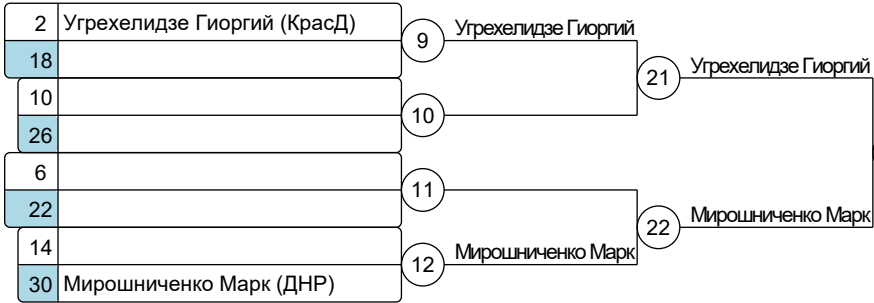 2 Угрехелидзе Гиоргий (КрасД)
18
9 Угрехелидзе Гиоргий
21 Угрехелидзе Гиоргий
10
26
10
6
22
11
22 Мирошниченко Марк
14
30 Мирошниченко Марк (ДНР)
12 Мирошниченко Марк